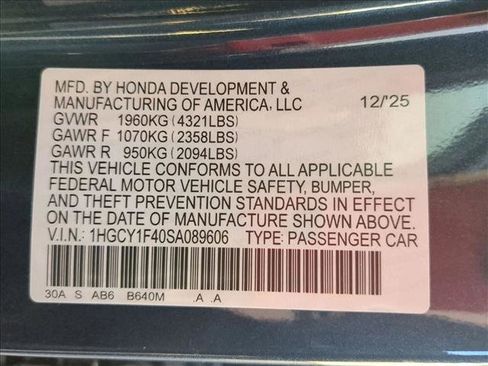 MFD. BY HONDA DEVELOPMENT &
MANUFACTURING OF AMERICA, LLC 12/'25
GVWR 1960KG (4321LBS)
GAWR F 1070KG (2358LBS)
GAWR R 950KG (2094LBS)
THIS VEHICLE CONFORMS TO ALL APPLICABLE
FEDERAL MOTOR VEHICLE SAFETY, BUMPER,
AND THEFT PREVENTION STANDARDS IN EFFECT
ON THE DATE OF MANUFACTURE SHOWN ABOVE.
V.I.N.: 1HGCY1F40SA089606 TYPE: PASSENGER CAR
30A S AB6 B640M .A .A